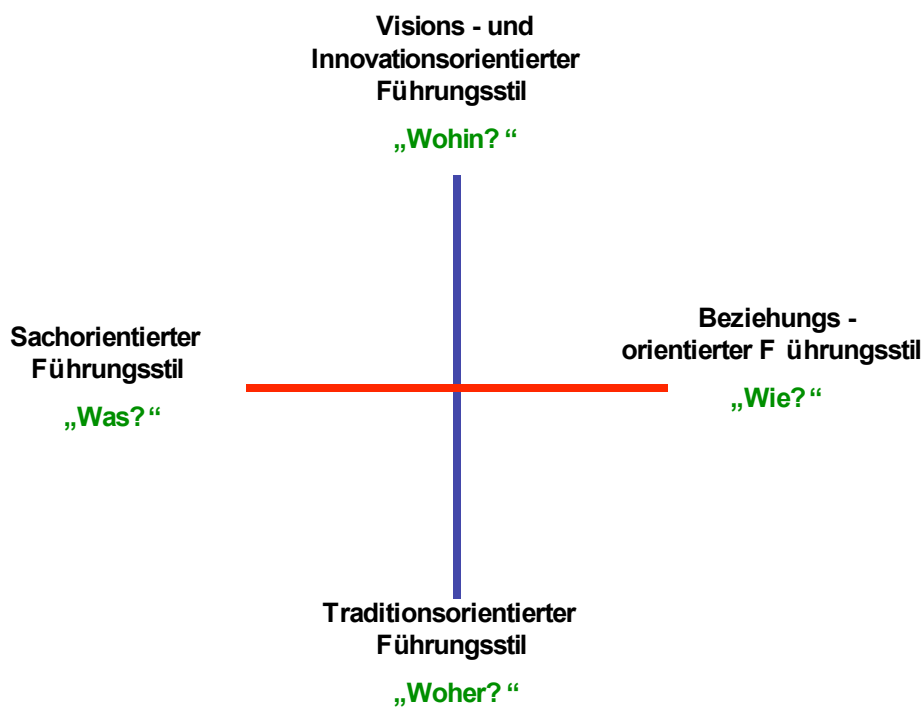 Visions - und
Innovationsorientierter
Führungsstil
„Wohin? “
Sachorientierter
Führungsstil
„Was? “
Beziehungs -
orientierter F ührungsstil
„Wie? “
Traditionsorientierter
Führungsstil
„Woher? “